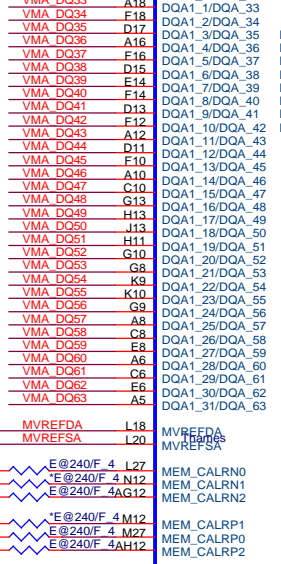 VMA_DQ33 A18 DQA1_1/DQA_33
VMA_DQ34 F18 DQA1_2/DQA_34
VMA_DQ35 D17 DQA1_3/DQA_35
VMA_DQ36 A16 DQA1_4/DQA_36
VMA_DQ37 F16 DQA1_5/DQA_37
VMA_DQ38 D15 DQA1_6/DQA_38
VMA_DQ39 E14 DQA1_7/DQA_39
VMA_DQ40 F14 DQA1_8/DQA_40
VMA_DQ41 D13 DQA1_9/DQA_41
VMA_DQ42 F12 DQA1_10/DQA_42
VMA_DQ43 A12 DQA1_11/DQA_43
VMA_DQ44 D11 DQA1_12/DQA_44
VMA_DQ45 F10 DQA1_13/DQA_45
VMA_DQ46 A10 DQA1_14/DQA_46
VMA_DQ47 C10 DQA1_15/DQA_47
VMA_DQ48 G13 DQA1_16/DQA_48
VMA_DQ49 H13 DQA1_17/DQA_49
VMA_DQ50 J13 DQA1_18/DQA_50
VMA_DQ51 H11 DQA1_19/DQA_51
VMA_DQ52 G10 DQA1_20/DQA_52
VMA_DQ53 G8 DQA1_21/DQA_53
VMA_DQ54 K9 DQA1_22/DQA_54
VMA_DQ55 K10 DQA1_23/DQA_55
VMA_DQ56 G9 DQA1_24/DQA_56
VMA_DQ57 A8 DQA1_25/DQA_57
VMA_DQ58 C8 DQA1_26/DQA_58
VMA_DQ59 E8 DQA1_27/DQA_59
VMA_DQ60 A6 DQA1_28/DQA_60
VMA_DQ61 C6 DQA1_29/DQA_61
VMA_DQ62 E6 DQA1_30/DQA_62
VMA_DQ63 A5 DQA1_31/DQA_63
MVREFDA L18 MVREFDA
Thames
MVREFSA L20 MVREFSA
E@240/F_4 L27 MEM_CALRN0
*E@240/F_4 N12 MEM_CALRN1
E@240/F_4 AG12 MEM_CALRN2
*E@240/F_4 M12 MEM_CALRP1
E@240/F_4 M27 MEM_CALRP0
E@240/F_4 AH12 MEM_CALRP2